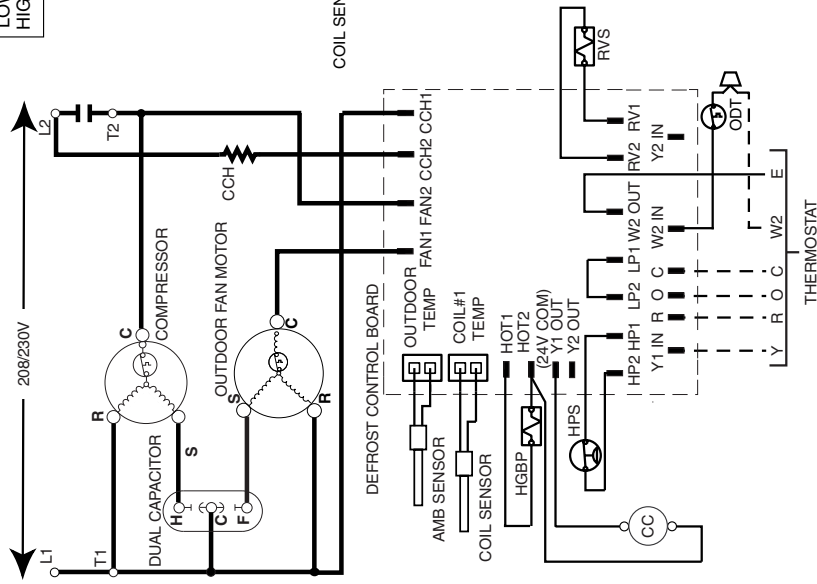 LOW
HIG
208/230V
L1
L2
T1
T2
COMPRESSOR
R
C
S
DUAL CAPACITOR
H
C
F
OUTDOOR FAN MOTOR
S
C
R
CCH
COIL SEN
DEFROST CONTROL BOARD
FAN1 FAN2 CCH2 CCH1
OUTDOOR
TEMP
COIL#1
TEMP
AMB SENSOR
COIL SENSOR
HOT1
HOT2
(24V COM)
Y1 OUT
Y2 OUT
HGBP
HPS
CC
HP2 HP1 LP2 LP1 W2 OUT RV2 RV1
Y1 IN R O C W2 IN Y2 IN
RVS
ODT
Y R O C W2 E
THERMOSTAT